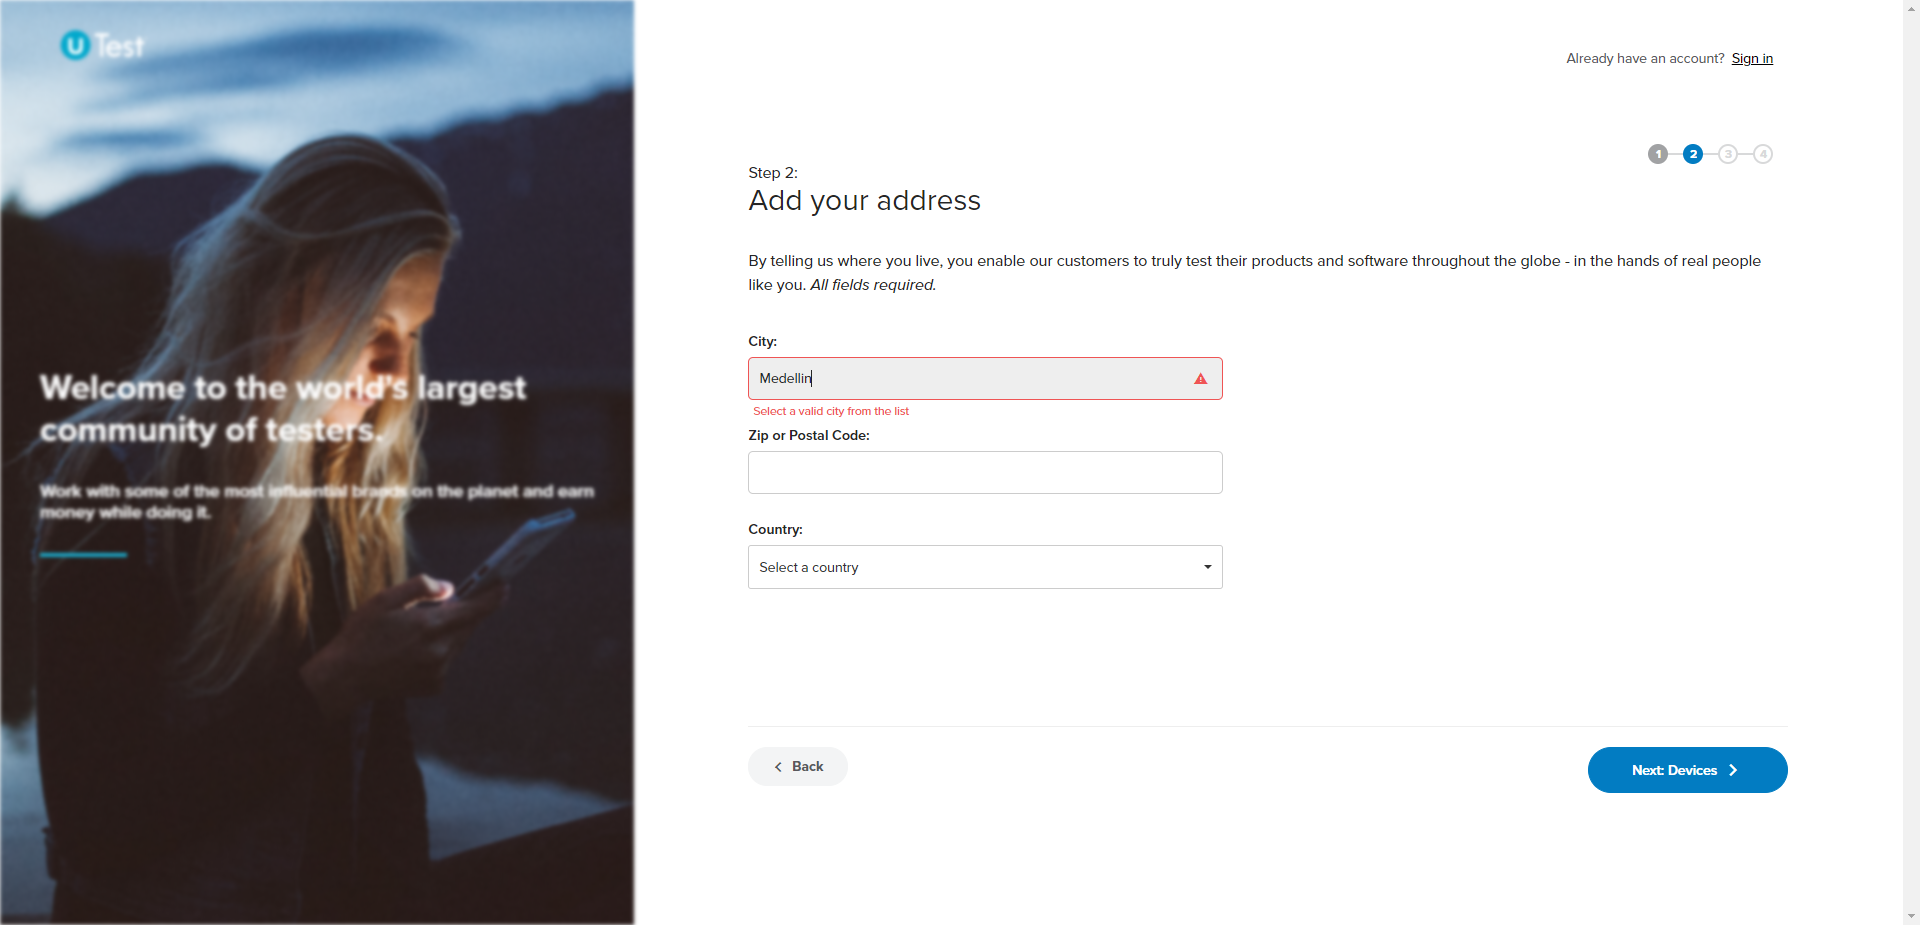 u Test
Welcome to the world's largest
community of testers.
Work with some of the most influential brands on the planet and earn
money while doing it.
Already have an account? Sign in
1 2 3 4
Step 2:
Add your address
By telling us where you live, you enable our customers to truly test their products and software throughout the globe - in the hands of real people
like you. All fields required.
City:
Medellin
Select a valid city from the list
Zip or Postal Code:
Country:
Select a country
Back
Next: Devices